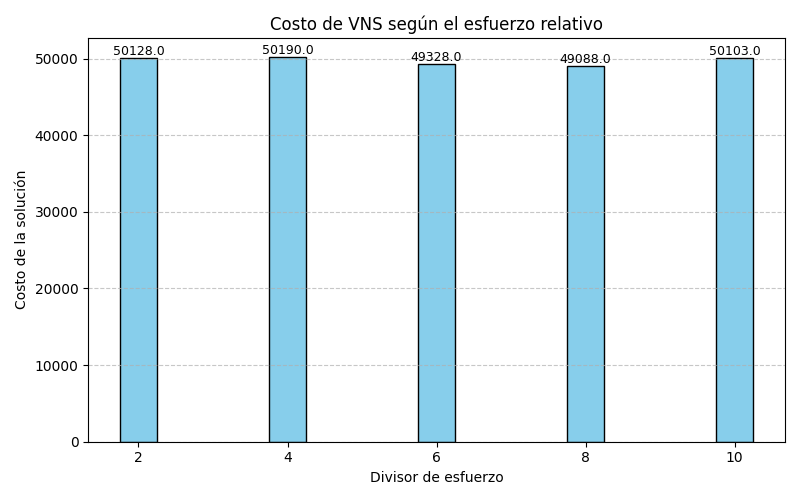 Costo de VNS según el esfuerzo relativo
50128.0
50190.0
49328.0
49088.0
50103.0
50000
40000
30000
20000
10000
0
Costo de la solución
2 4 6 8 10
Divisor de esfuerzo